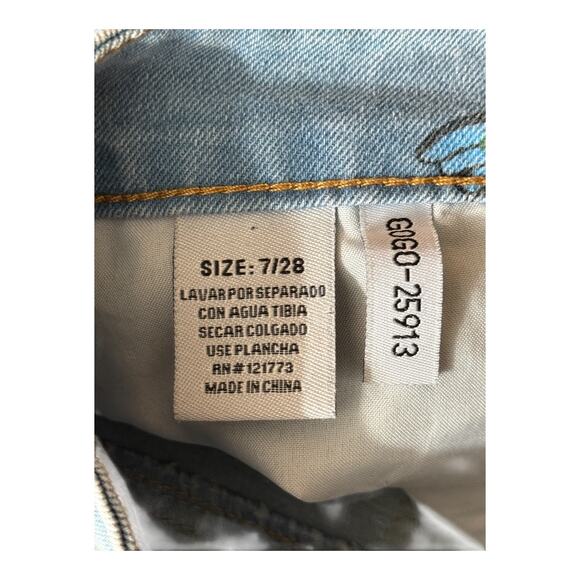 SIZE: 7/28
LAVAR POR SEPARADO
CON AGUA TIBIA
SECAR COLGADO
USE PLANCHA
RN# 121773
MADE IN CHINA
GOGO-25913